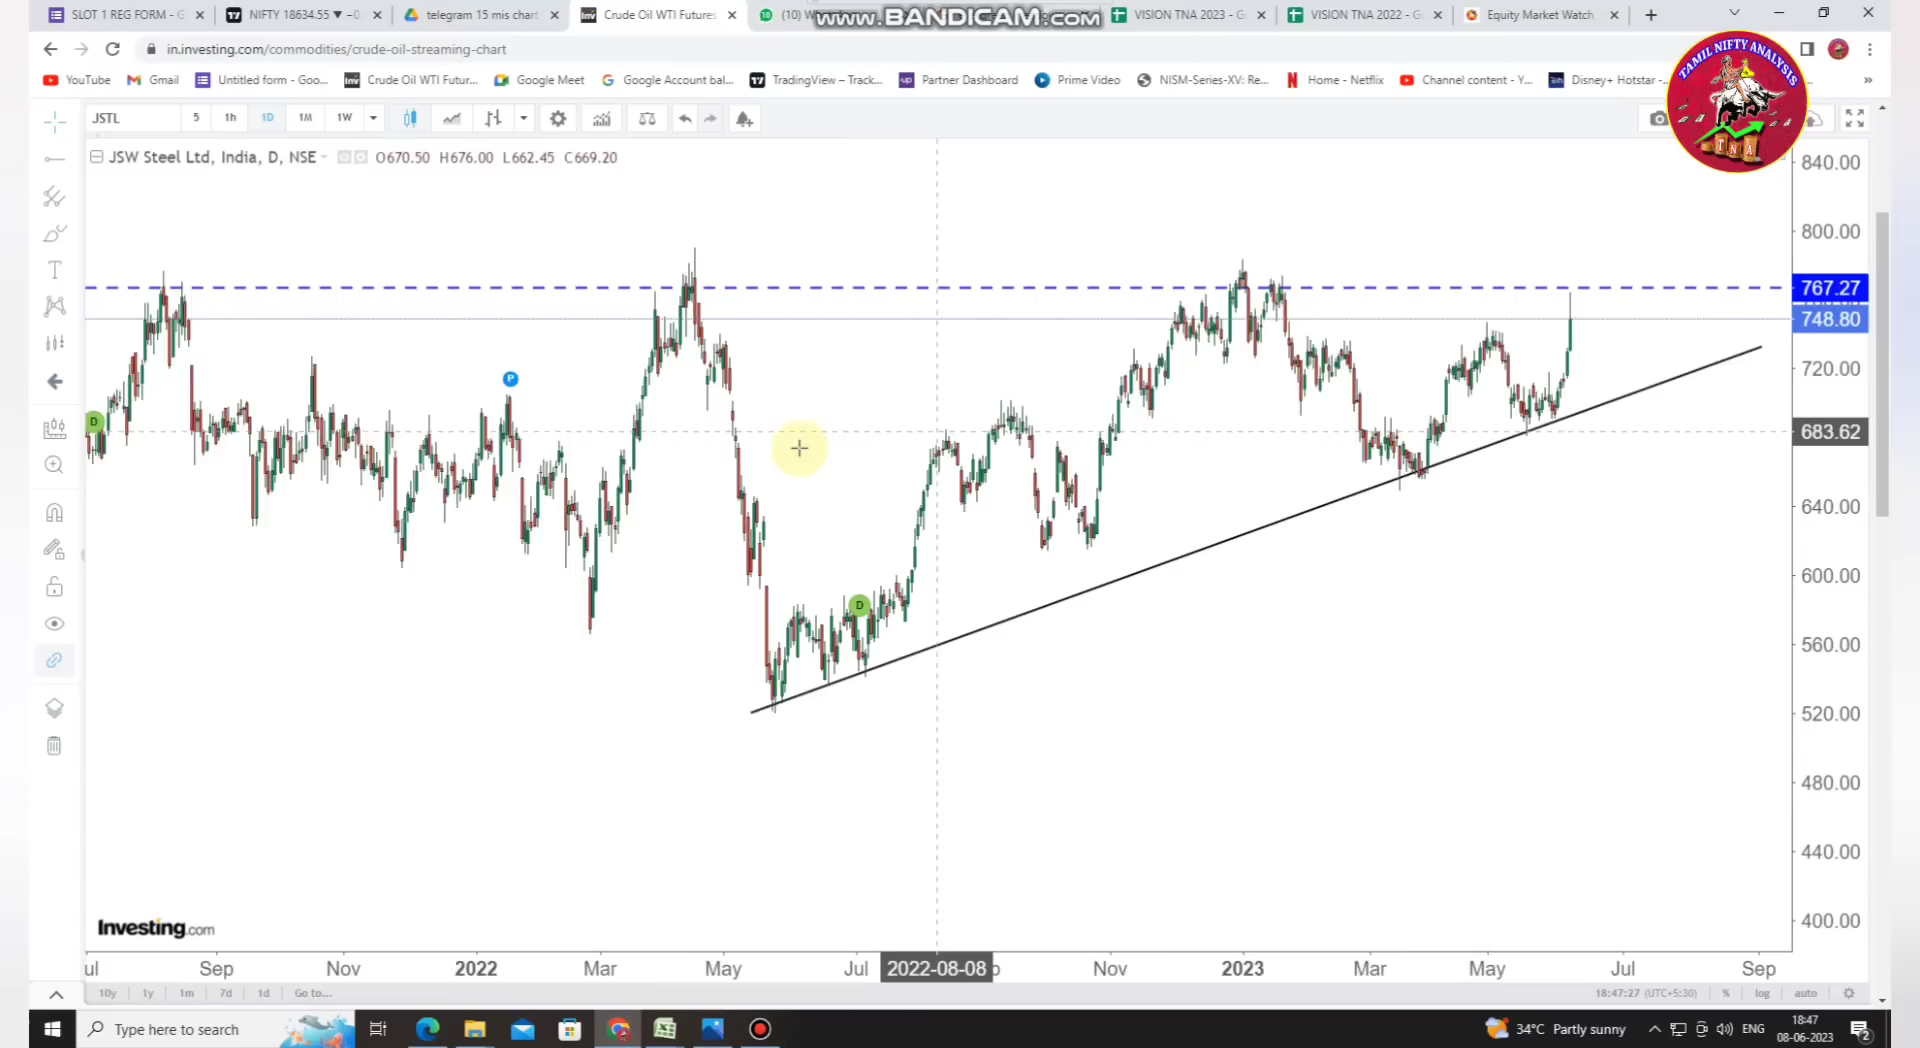 SLOT 1 REG FORM - G
NIFTY 18634.55 ▼ −0
telegram 15 mis chart
Crude Oil WTI Futures
(10) W
www.BANDICAM.com
VISION TNA 2023 - G
VISION TNA 2022 - G
Equity Market Watch
in.investing.com/commodities/crude-oil-streaming-chart
YouTube
Gmail
Untitled form - Goo...
Crude Oil WTI Futur...
Google Meet
Google Account bal...
TradingView – Track...
Partner Dashboard
Prime Video
NISM-Series-XV: Re...
Home - Netflix
Channel content - Y...
Disney+ Hotstar -
TAMIL NIFTY ANALYSIS
TNA
JSTL
5
1h
1D
1M
1W
JSW Steel Ltd, India, D, NSE
O670.50 H676.00 L662.45 C669.20
840.00
800.00
767.27
748.80
720.00
683.62
640.00
600.00
560.00
520.00
480.00
440.00
400.00
P
D
D
Investing.com
ul
Sep
Nov
2022
Mar
May
Jul
2022-08-08
Nov
2023
Mar
May
Jul
Sep
10y
1y
1m
7d
1d
Go to...
18:47:27 (UTC+5:30)
%
log
auto
Type here to search
34°C Partly sunny
ENG
18:47
08-06-2023
2